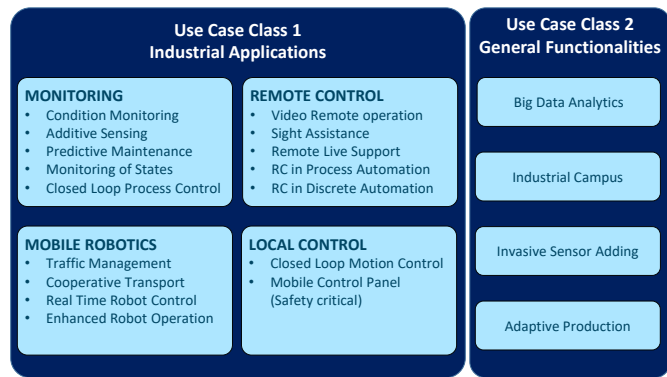 Use Case Class 1
Industrial Applications
MONITORING
• Condition Monitoring
• Additive Sensing
• Predictive Maintenance
• Monitoring of States
• Closed Loop Process Control
REMOTE CONTROL
• Video Remote operation
• Sight Assistance
• Remote Live Support
• RC in Process Automation
• RC in Discrete Automation
MOBILE ROBOTICS
• Traffic Management
• Cooperative Transport
• Real Time Robot Control
• Enhanced Robot Operation
LOCAL CONTROL
• Closed Loop Motion Control
• Mobile Control Panel
(Safety critical)
Use Case Class 2
General Functionalities
Big Data Analytics
Industrial Campus
Invasive Sensor Adding
Adaptive Production